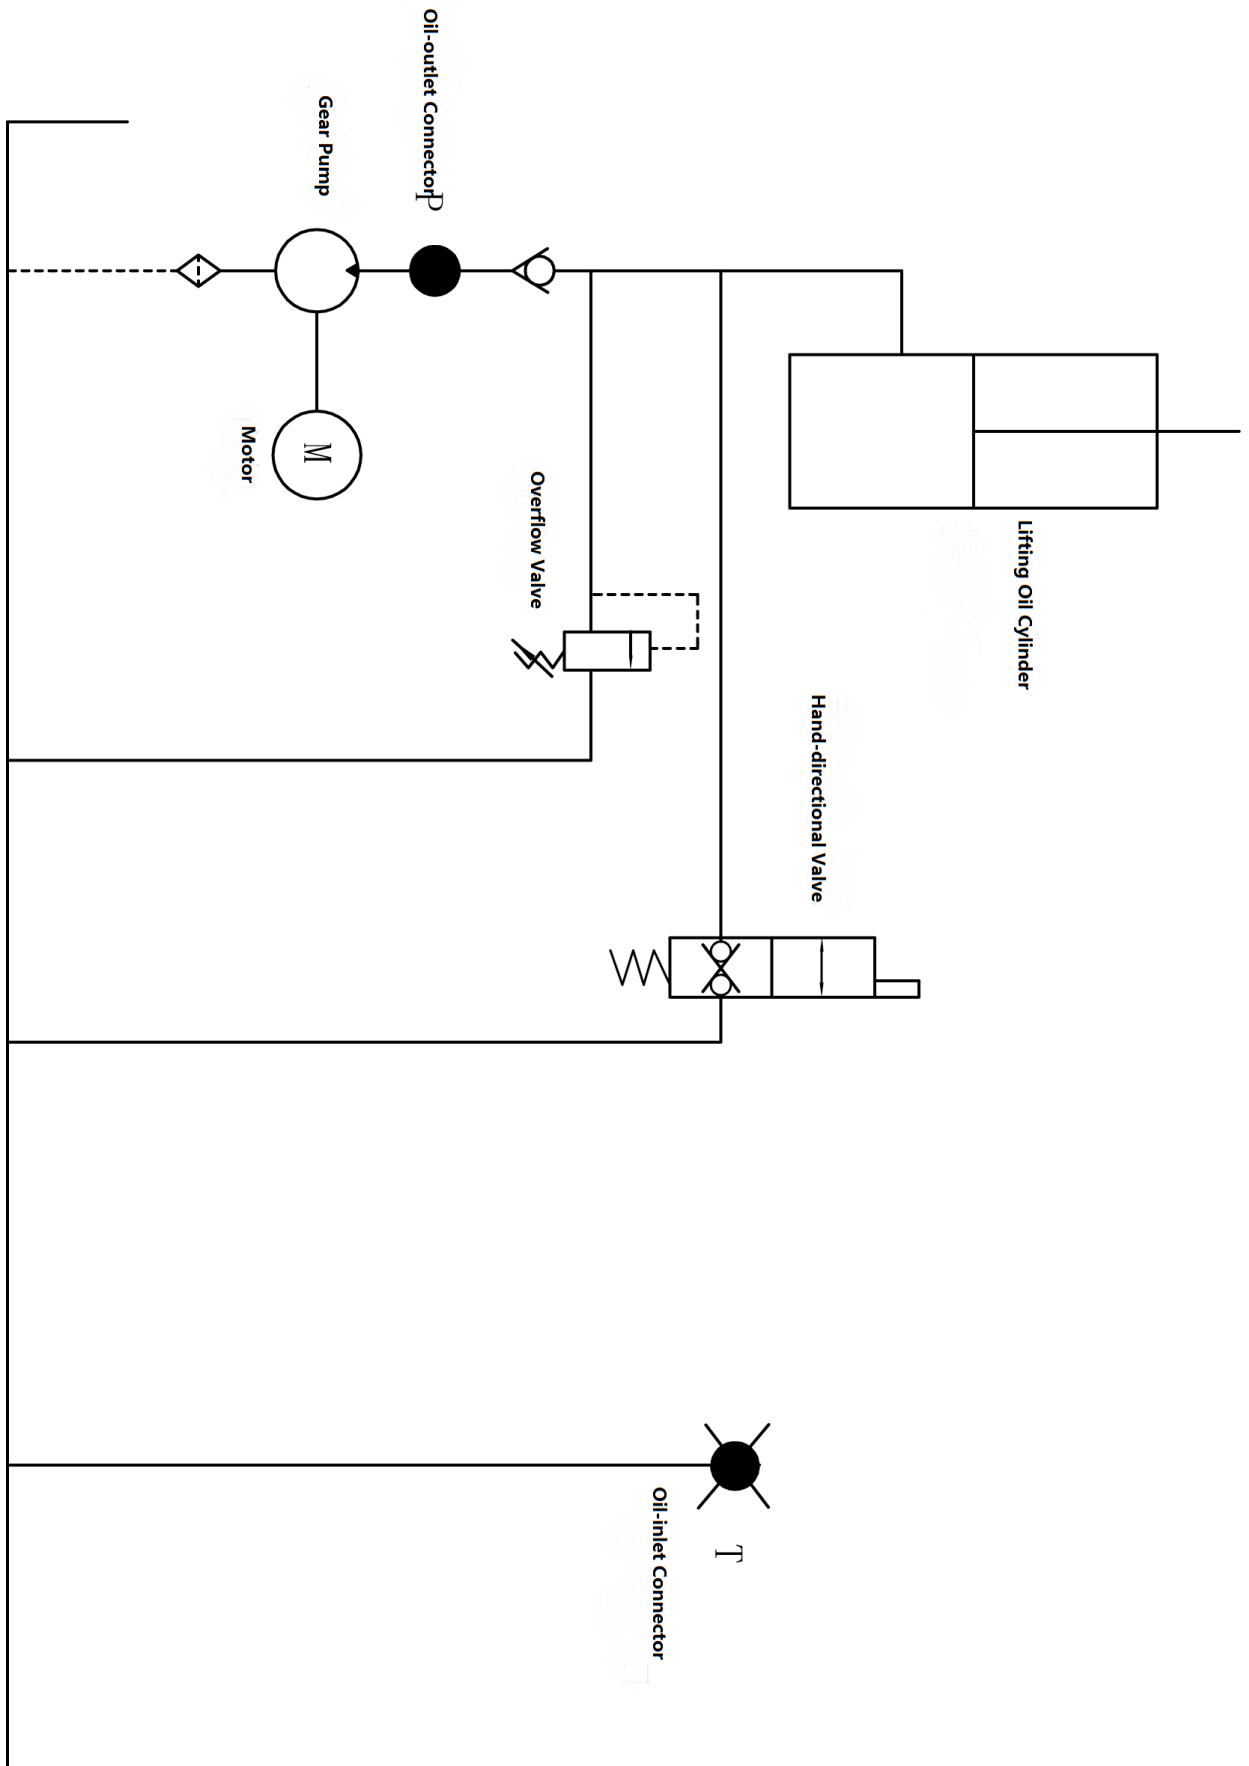 Oil-outlet Connector
P
Gear Pump
M
Motor
Overflow Valve
Lifting Oil Cylinder
Hand-directional Valve
Oil-inlet Connector
T